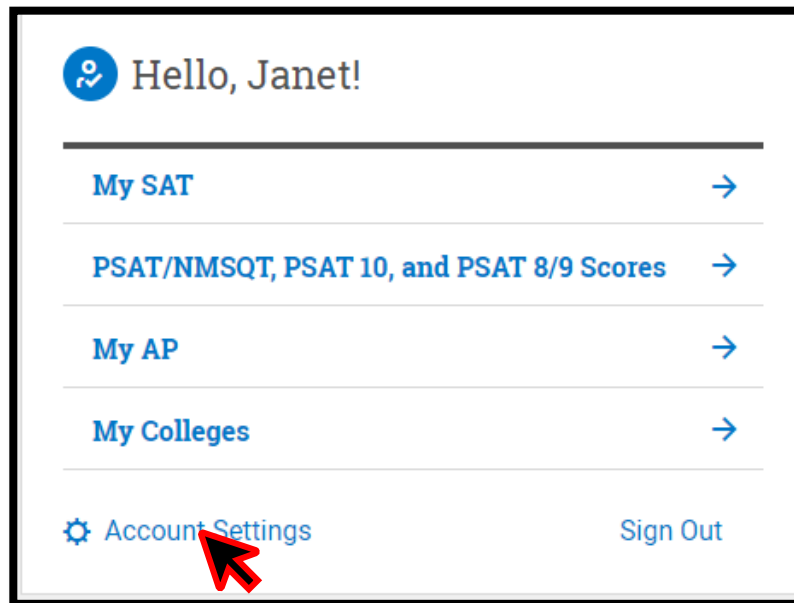 Hello, Janet!
My SAT
PSAT/NMSQT, PSAT 10, and PSAT 8/9 Scores
My AP
My Colleges
Account Settings Sign Out